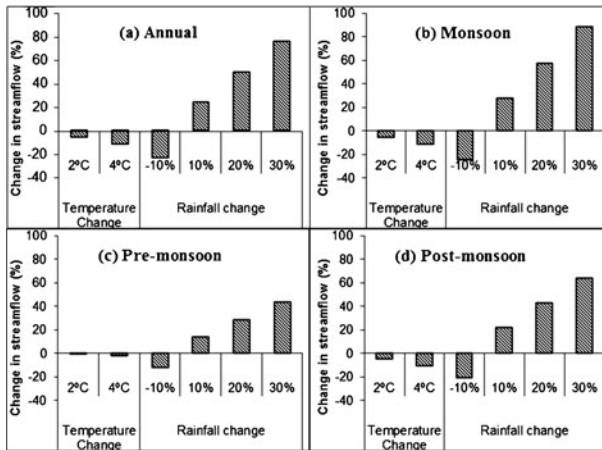 (a) Annual
Change in streamflow (%)
100
80
60
40
20
0
-20
-40
2ºC 4ºC -10% 10% 20% 30%
Temperature Change
Rainfall change
(b) Monsoon
Change in streamflow (%)
100
80
60
40
20
0
-20
-40
2ºC 4ºC -10% 10% 20% 30%
Temperature Change
Rainfall change
(c) Pre-monsoon
Change in streamflow (%)
100
80
60
40
20
0
-20
-40
2ºC 4ºC -10% 10% 20% 30%
Temperature
Change
Rainfall change
(d) Post-monsoon
Change in streamflow (%)
100
80
60
40
20
0
-20
-40
2ºC 4ºC -10% 10% 20% 30%
Temperature
Change
Rainfall change